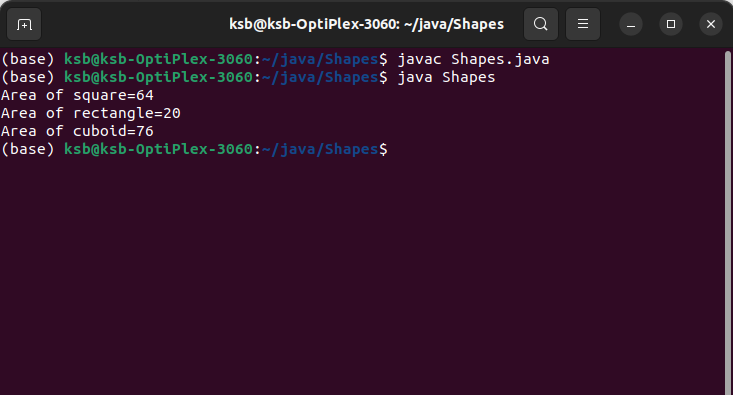 ksb@ksb-OptiPlex-3060: ~/java/Shapes
(base) ksb@ksb-OptiPlex-3060:~/java/Shapes$ javac Shapes.java
(base) ksb@ksb-OptiPlex-3060:~/java/Shapes$ java Shapes
Area of square=64
Area of rectangle=20
Area of cuboid=76
(base) ksb@ksb-OptiPlex-3060:~/java/Shapes$